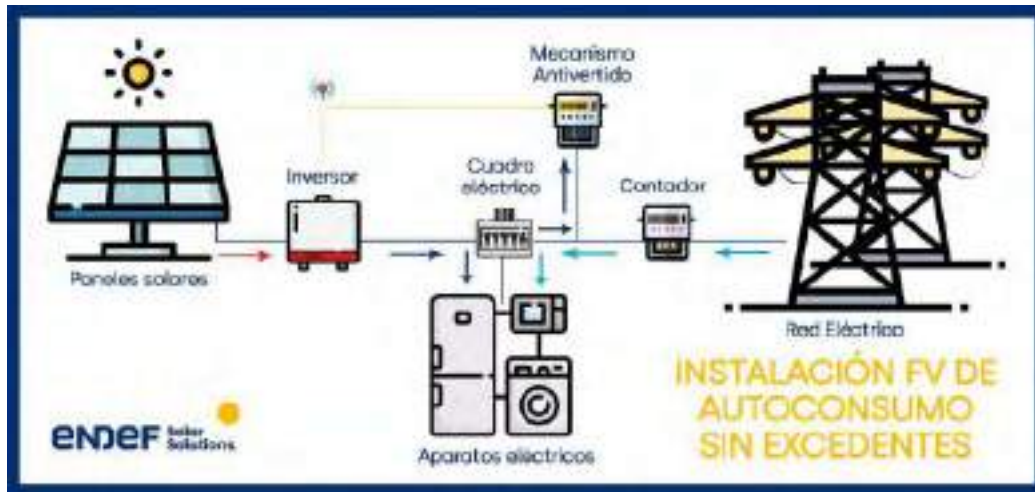 Mecanismo
Antivertido
Inversor
Cuadro
eléctrico
Contador
Paneles solares
Red Eléctrica
Aparatos eléctricos
INSTALACIÓN FV DE
AUTOCONSUMO
SIN EXCEDENTES
ENDEF Solar
Solutions